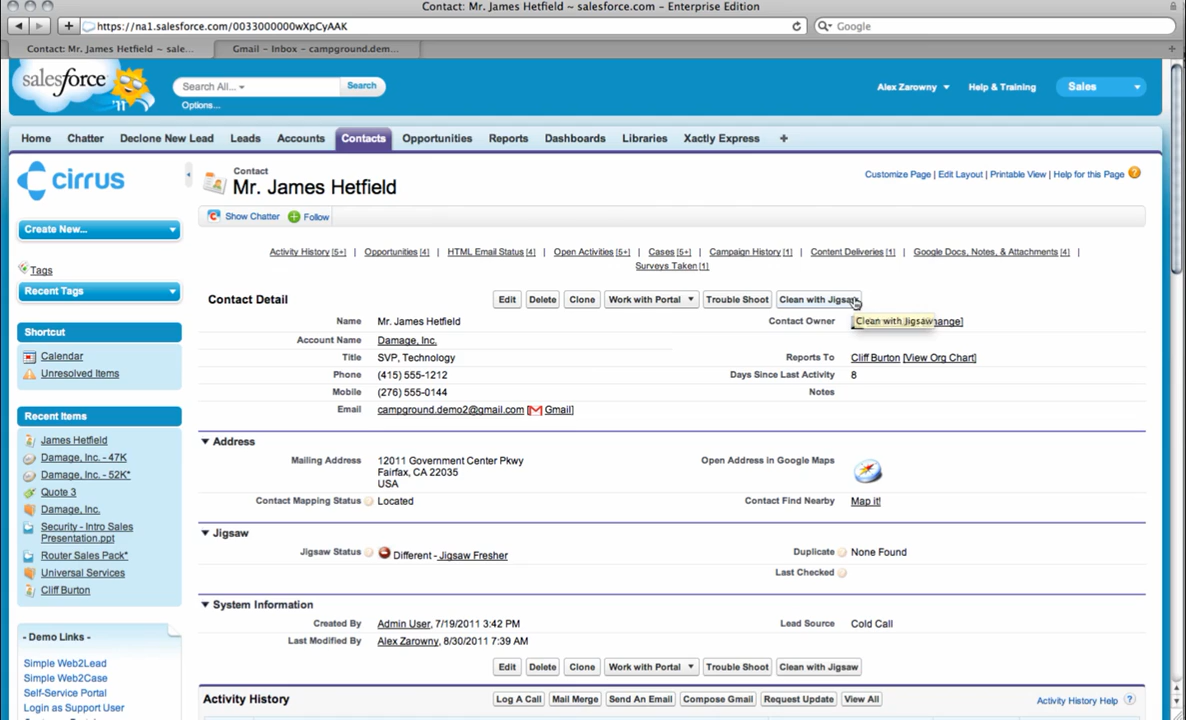 Contact: Mr. James Hetfield ~ salesforce.com - Enterprise Edition
https://na1.salesforce.com/0033000000wXpCyAAK
Google
Contact: Mr. James Hetfield ~ sale...
Gmail - Inbox - campground.dem...
salesforce
Search All...
Search
Options...
Alex Zarowny
Help & Training
Sales
Home
Chatter
Declone New Lead
Leads
Accounts
Contacts
Opportunities
Reports
Dashboards
Libraries
Xactly Express
cirrus
Contact
Mr. James Hetfield
Customize Page | Edit Layout | Printable View | Help for this Page
Show Chatter
Follow
Create New...
Tags
Recent Tags
Shortcut
Calendar
Unresolved Items
Recent Items
James Hetfield
Damage, Inc. - 47K
Damage, Inc. - 52K*
Quote 3
Damage, Inc.
Security - Intro Sales
Presentation.ppt
Router Sales Pack*
Universal Services
Cliff Burton
- Demo Links -
Simple Web2Lead
Simple Web2Case
Self-Service Portal
Login as Support User
Activity History [5+] | Opportunities [4] | HTML Email Status [4] | Open Activities [5+] | Cases [5+] | Campaign History [1] | Content Deliveries [1] | Google Docs, Notes, & Attachments [4] |
Surveys Taken [1]
Contact Detail
Edit
Delete
Clone
Work with Portal
Trouble Shoot
Clean with Jigsaw
Name Mr. James Hetfield
Contact Owner
Clean with Jigsaw
Account Name Damage, Inc.
Title SVP, Technology
Reports To Cliff Burton [View Org Chart]
Phone (415) 555-1212
Days Since Last Activity 8
Mobile (276) 555-0144
Notes
Email campground.demo2@gmail.com [Gmail]
Address
Mailing Address 12011 Government Center Pkwy
Fairfax, CA 22035
USA
Open Address in Google Maps
Contact Mapping Status Located
Contact Find Nearby Map it!
Jigsaw
Jigsaw Status Different - Jigsaw Fresher
Duplicate None Found
Last Checked
System Information
Created By Admin User, 7/19/2011 3:42 PM
Lead Source Cold Call
Last Modified By Alex Zarowny, 8/30/2011 7:39 AM
Edit
Delete
Clone
Work with Portal
Trouble Shoot
Clean with Jigsaw
Activity History
Log A Call
Mail Merge
Send An Email
Compose Gmail
Request Update
View All
Activity History Help